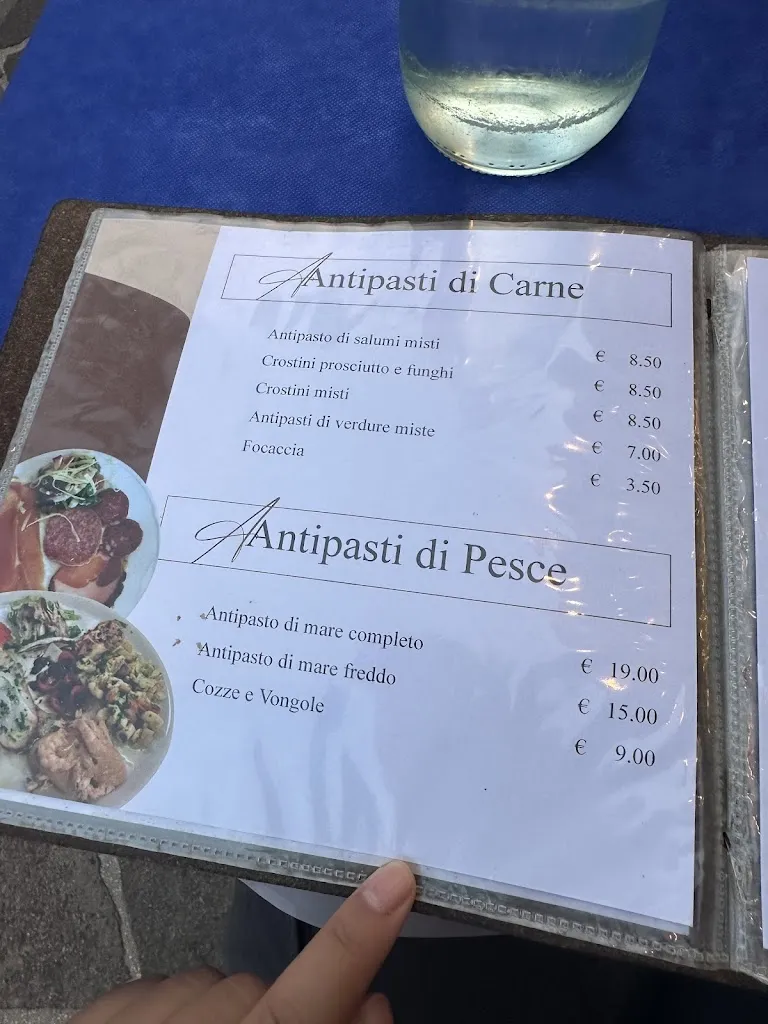 Antipasti di Carne
Antipasto di salumi misti € 8.50
Crostini prosciutto e funghi € 8.50
Crostini misti € 8.50
Antipasti di verdure miste € 7.00
Focaccia € 3.50
Antipasti di Pesce
Antipasto di mare completo € 19.00
Antipasto di mare freddo € 15.00
Cozze e Vongole € 9.00